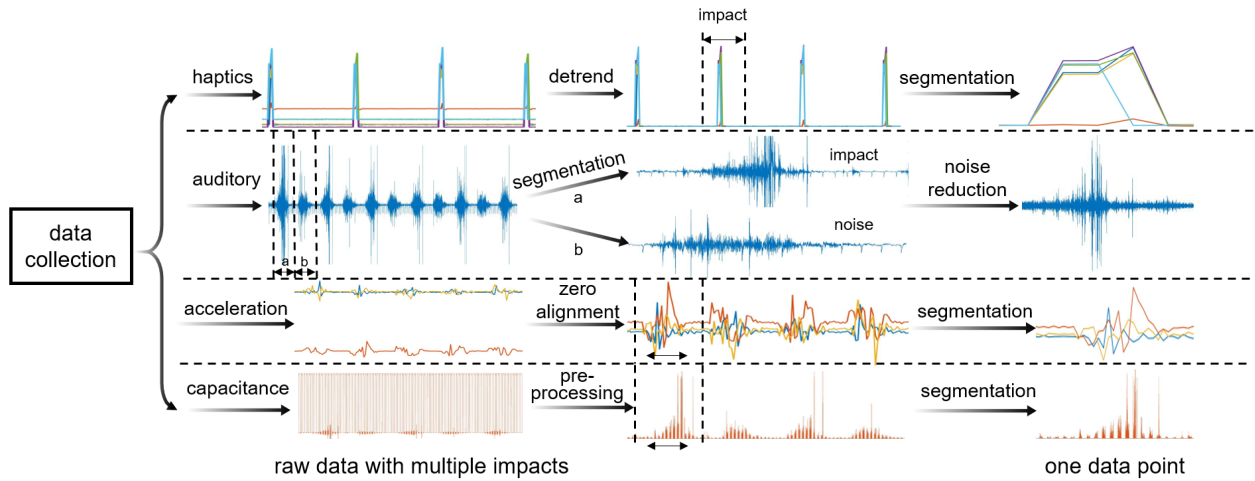 impact
haptics
detrend
segmentation
auditory
segmentation
a
b
impact
noise
noise
reduction
data
collection
a
b
acceleration
zero
alignment
segmentation
capacitance
pre-
processing
segmentation
raw data with multiple impacts
one data point